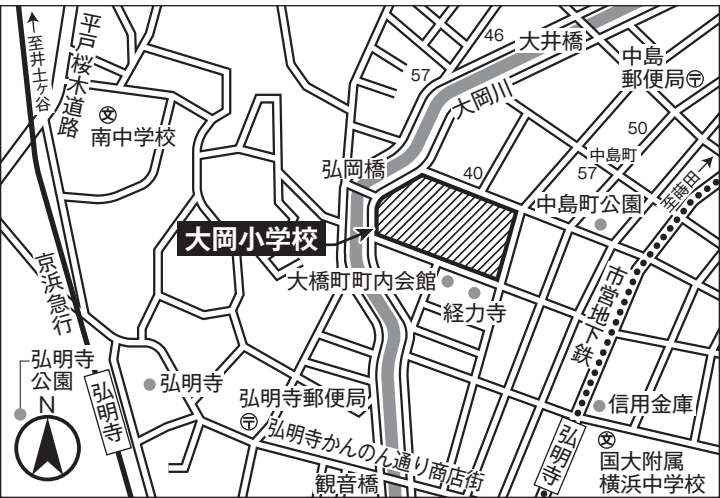 ←至井土ヶ谷
平戸桜木道路
46
大井橋
中島
郵便局〒
57
大岡川
文
南中学校
50
弘岡橋
40
中島町
57
至蒔田→
中島町公園
大岡小学校
大橋町町内会館
経力寺
京浜急行
市営地下鉄
弘明寺
公園
N
弘明寺
弘明寺
弘明寺郵便局
〒
弘明寺かんのん通り商店街
観音橋
信用金庫
弘明寺
文
国大附属
横浜中学校